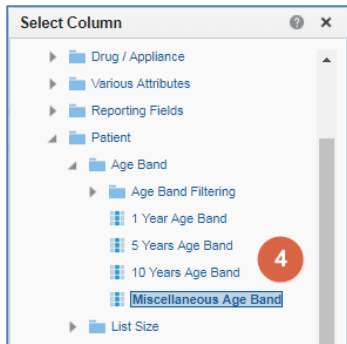 Select Column
Drug / Appliance
Various Attributes
Reporting Fields
Patient
Age Band
Age Band Filtering
1 Year Age Band
5 Years Age Band
10 Years Age Band
4
Miscellaneous Age Band
List Size